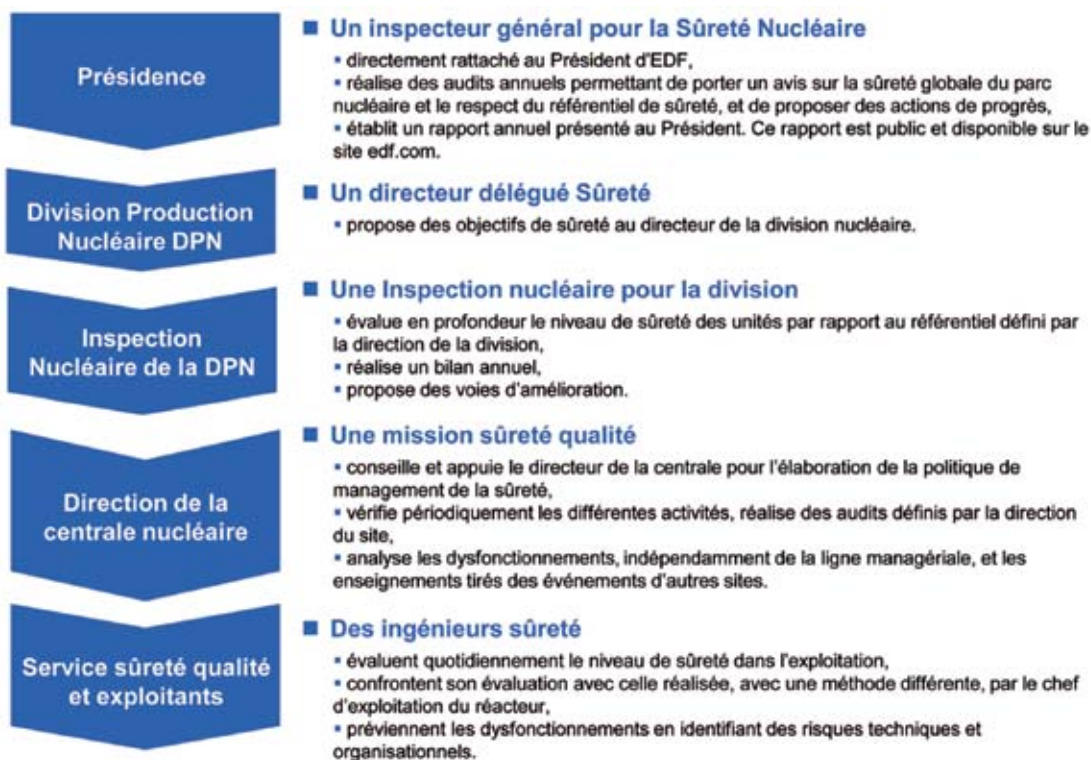 Présidence
■ Un inspecteur général pour la Sûreté Nucléaire
▪ directement rattaché au Président d'EDF,
▪ réalise des audits annuels permettant de porter un avis sur la sûreté globale du parc
nucléaire et le respect du référentiel de sûreté, et de proposer des actions de progrès,
▪ établit un rapport annuel présenté au Président. Ce rapport est public et disponible sur le
site edf.com.
Division Production
Nucléaire DPN
■ Un directeur délégué Sûreté
▪ propose des objectifs de sûreté au directeur de la division nucléaire.
Inspection
Nucléaire de la DPN
■ Une Inspection nucléaire pour la division
▪ évalue en profondeur le niveau de sûreté des unités par rapport au référentiel défini par
la direction de la division,
▪ réalise un bilan annuel,
▪ propose des voies d'amélioration.
Direction de la
centrale nucléaire
■ Une mission sûreté qualité
▪ conseille et appuie le directeur de la centrale pour l'élaboration de la politique de
management de la sûreté,
▪ vérifie périodiquement les différentes activités, réalise des audits définis par la direction
du site,
▪ analyse les dysfonctionnements, indépendamment de la ligne managériale, et les
enseignements tirés des événements d'autres sites.
Service sûreté qualité
et exploitants
■ Des ingénieurs sûreté
▪ évaluent quotidiennement le niveau de sûreté dans l'exploitation,
▪ confrontent son évaluation avec celle réalisée, avec une méthode différente, par le chef
d'exploitation du réacteur,
▪ préviennent les dysfonctionnements en identifiant des risques techniques et
organisationnels.